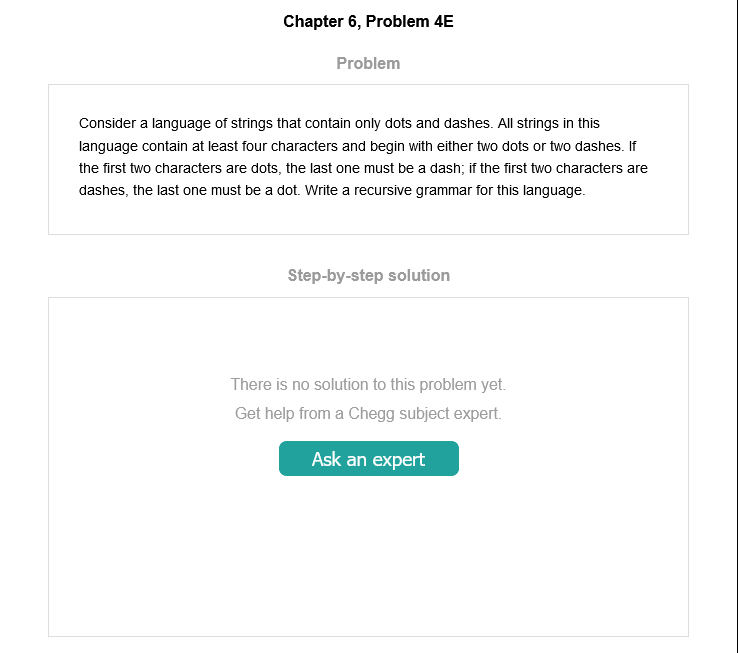 Chapter 6, Problem 4E
Problem
Consider a language of strings that contain only dots and dashes. All strings in this
language contain at least four characters and begin with either two dots or two dashes. If
the first two characters are dots, the last one must be a dash; if the first two characters are
dashes, the last one must be a dot. Write a recursive grammar for this language.
Step-by-step solution
There is no solution to this problem yet.
Get help from a Chegg subject expert.
Ask an expert